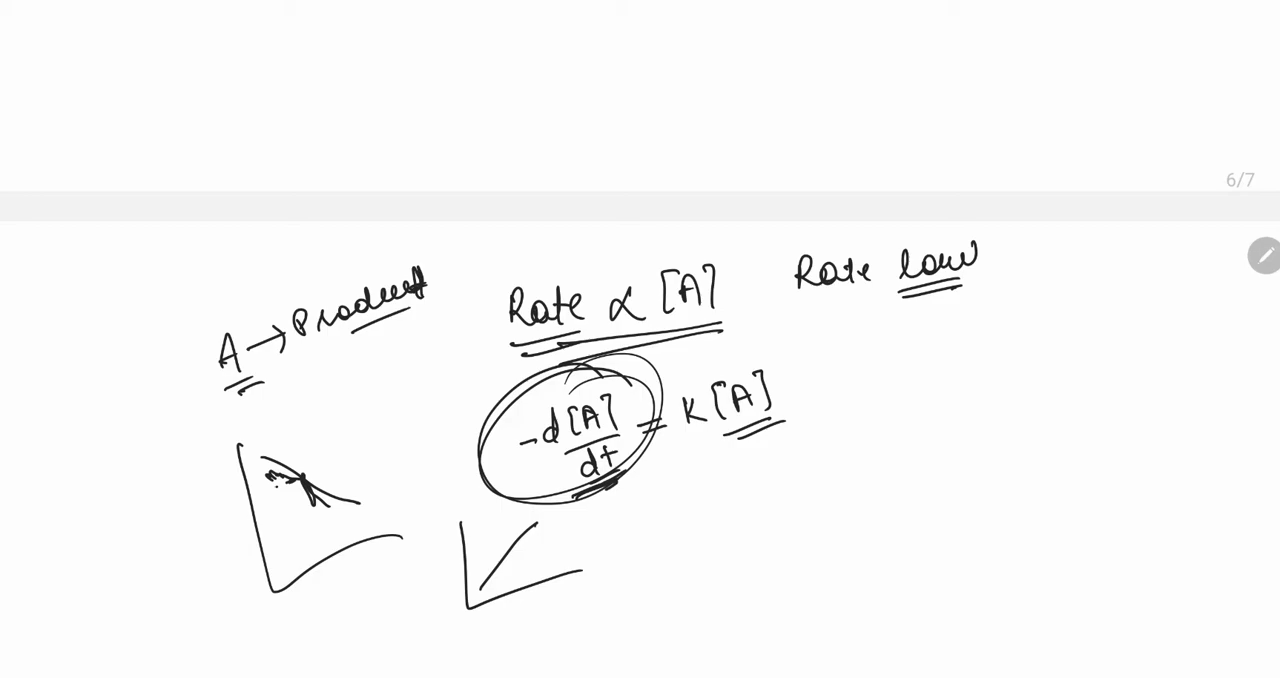 6/7
A → Product
Rate ∝ [A]
Rate law
-d[A]/dt = K[A]